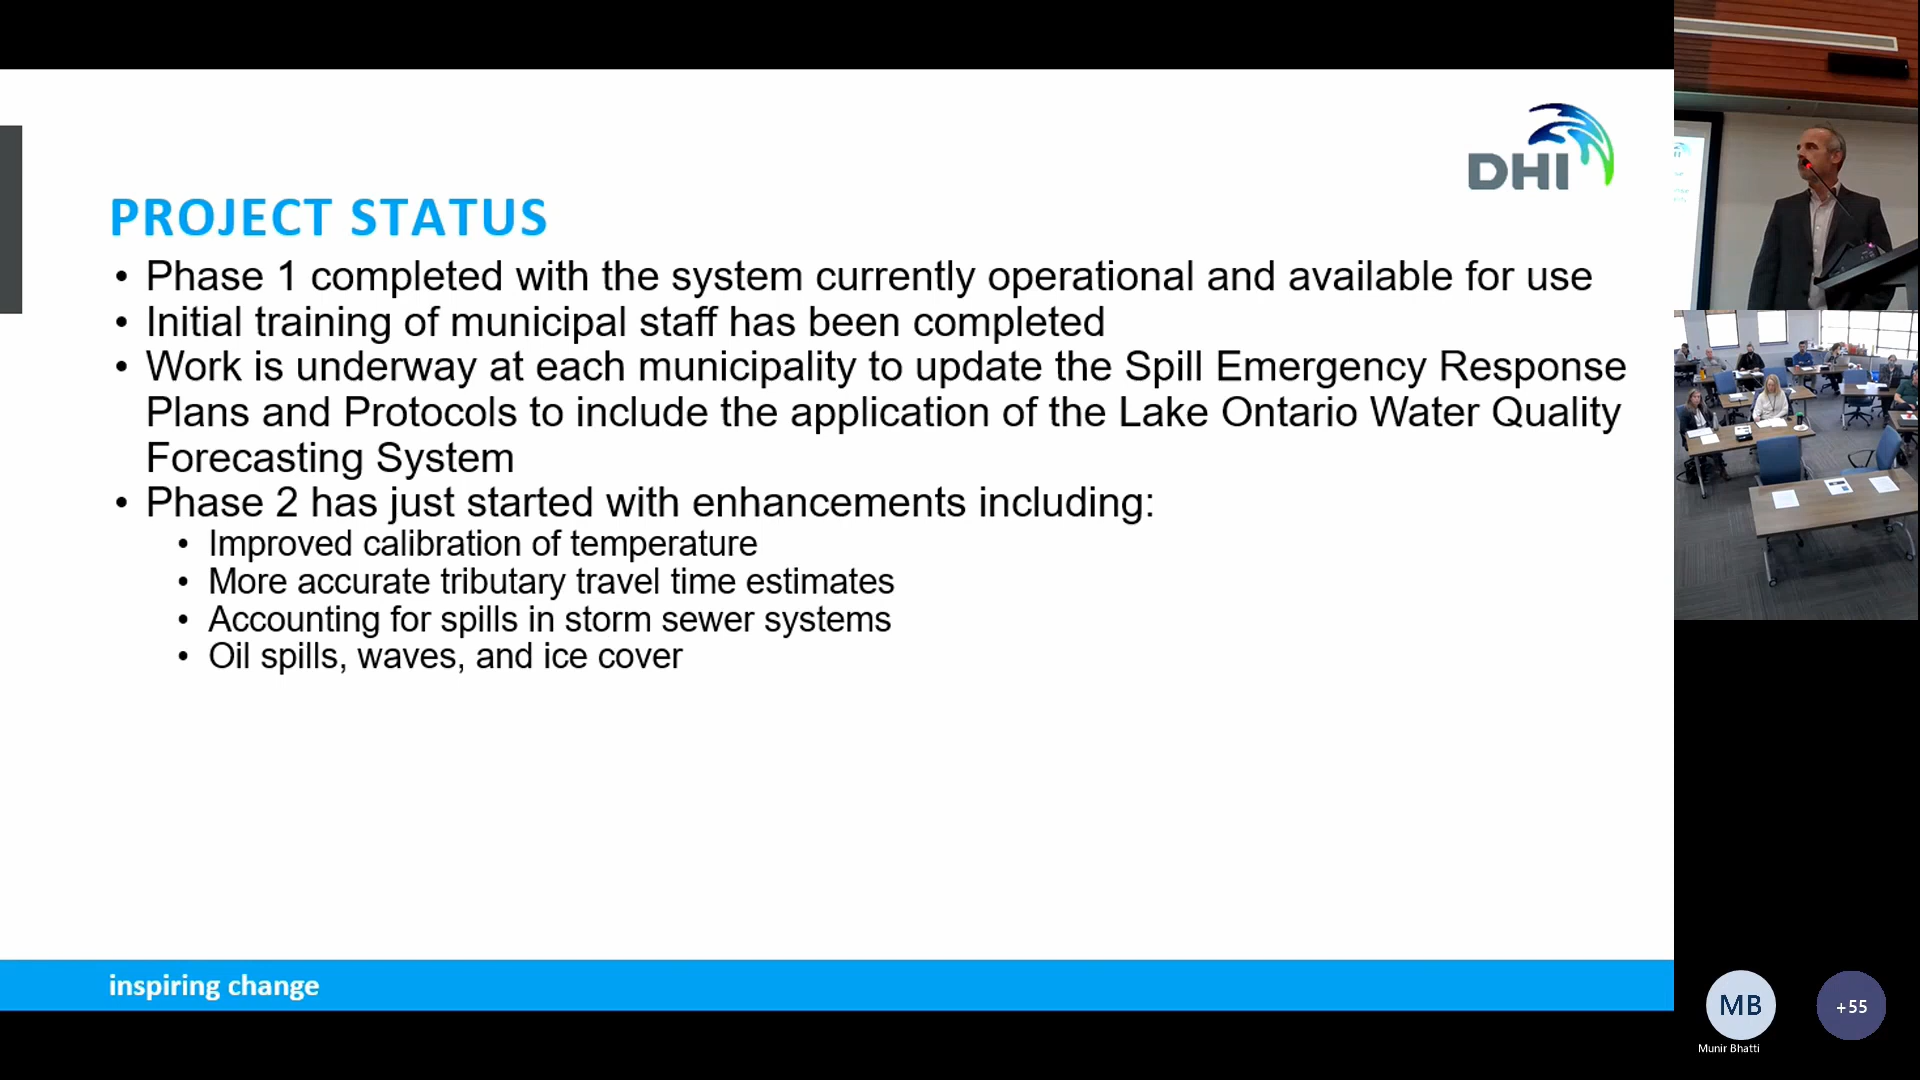 DHI
PROJECT STATUS
• Phase 1 completed with the system currently operational and available for use
• Initial training of municipal staff has been completed
• Work is underway at each municipality to update the Spill Emergency Response
Plans and Protocols to include the application of the Lake Ontario Water Quality
Forecasting System
• Phase 2 has just started with enhancements including:
• Improved calibration of temperature
• More accurate tributary travel time estimates
• Accounting for spills in storm sewer systems
• Oil spills, waves, and ice cover
inspiring change
MB
+55
Munir Bhatti